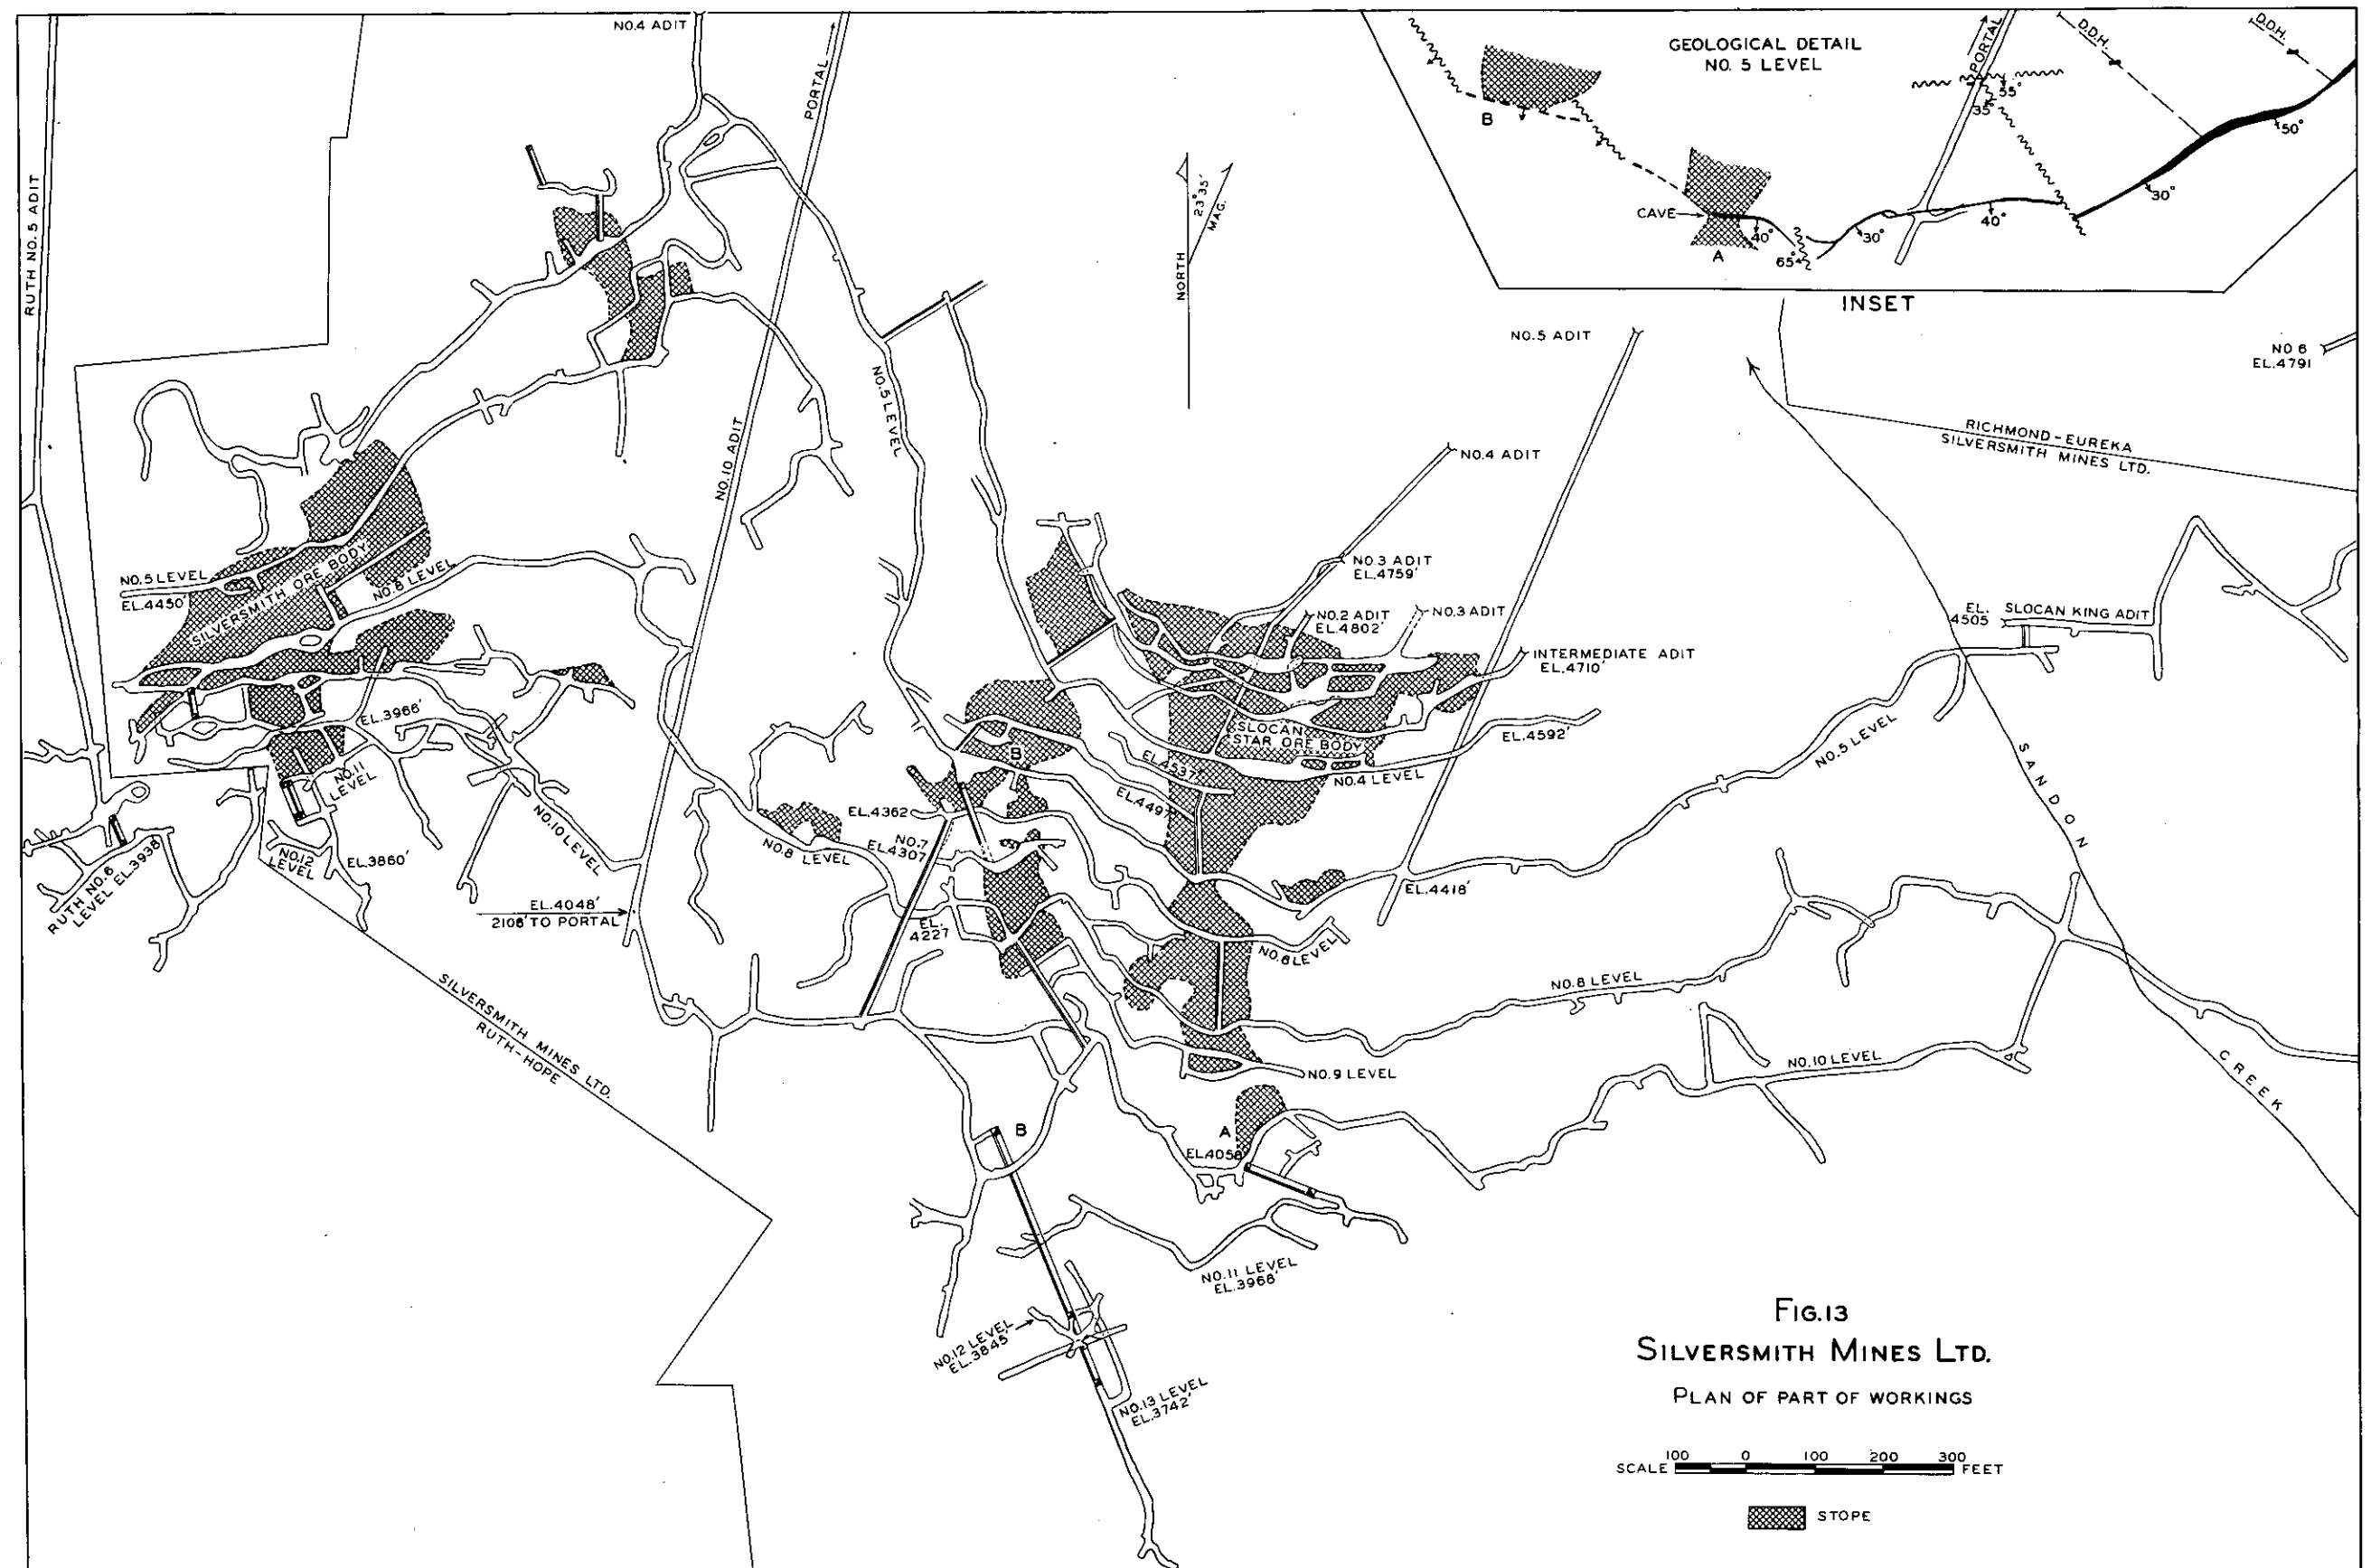 NO.4 ADIT
PORTAL
RUTH NO. 5 ADIT
NO.10 ADIT
NO.5 LEVEL
NORTH
23°35'
MAG.
GEOLOGICAL DETAIL
NO. 5 LEVEL
PORTAL
D.D.H.
D.D.H.
B
CAVE
A
40°
65°
30°
40°
35°
55°
30°
50°
INSET
NO.5 ADIT
NO 6
EL.4791
RICHMOND-EUREKA
SILVERSMITH MINES LTD.
NO.4 ADIT
NO.3 ADIT
EL.4759'
NO.2 ADIT
EL.4802'
NO.3 ADIT
INTERMEDIATE ADIT
EL.4710'
EL.
4505
SLOCAN KING ADIT
NO.5 LEVEL
EL.4450'
SILVERSMITH ORE BODY
NO.8 LEVEL
EL.3966'
NO.11
LEVEL
NO.10 LEVEL
NO.12
LEVEL
EL.3860'
RUTH NO.6
LEVEL EL.3938
EL.4048'
2106' TO PORTAL
SILVERSMITH MINES LTD.
RUTH-HOPE
SLOCAN
STAR ORE BODY
EL.4592'
NO.4 LEVEL
EL.4537'
EL.4497
B
EL.4362
NO.7
EL.4307
NO.8 LEVEL
EL.
4227
EL.4418'
NO.6 LEVEL
NO.5 LEVEL
SANDON
CREEK
NO.8 LEVEL
NO.9 LEVEL
NO.10 LEVEL
A
EL.4058
B
NO.11 LEVEL
EL.3968'
NO.12 LEVEL
EL.3845'
NO.13 LEVEL
EL.3742'
FIG.13
SILVERSMITH MINES LTD.
PLAN OF PART OF WORKINGS
SCALE 100 0 100 200 300 FEET
STOPE